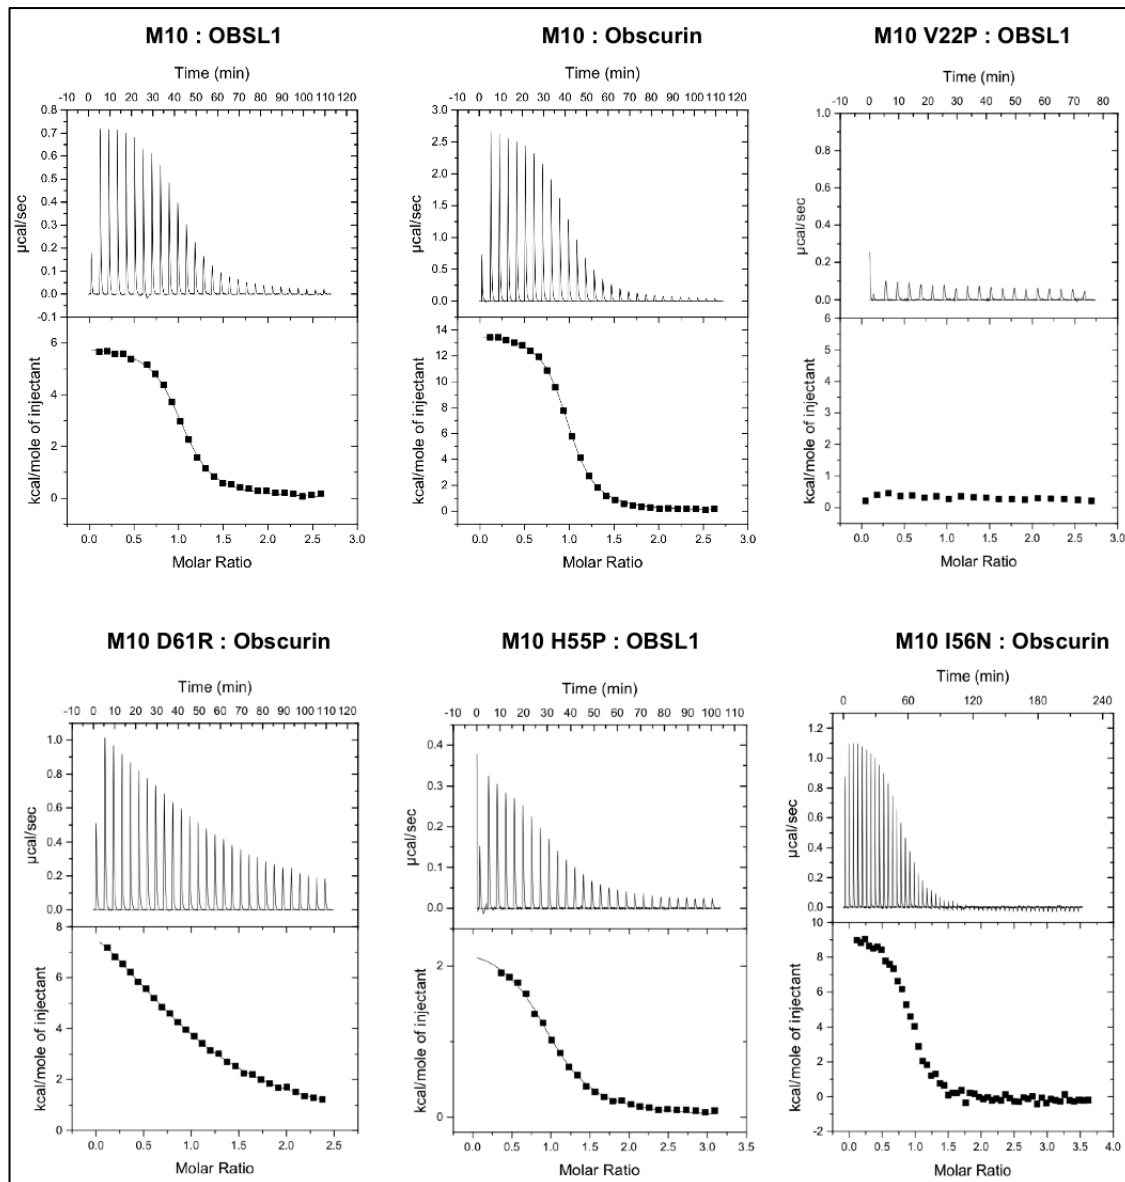 M10 : OBSL1
Time (min)
-10 0 10 20 30 40 50 60 70 80 90 100 110 120
0.8
0.7
0.6
0.5
0.4
0.3
0.2
0.1
0.0
-0.1
µcal/sec
6
4
2
0
kcal/mole of injectant
0.0 0.5 1.0 1.5 2.0 2.5 3.0
Molar Ratio
M10 : Obscurin
Time (min)
-10 0 10 20 30 40 50 60 70 80 90 100 110 120
3.0
2.5
2.0
1.5
1.0
0.5
0.0
µcal/sec
14
12
10
8
6
4
2
0
kcal/mole of injectant
0.0 0.5 1.0 1.5 2.0 2.5 3.0
Molar Ratio
M10 V22P : OBSL1
Time (min)
-10 0 10 20 30 40 50 60 70 80
1.0
0.8
0.6
0.4
0.2
0.0
µcal/sec
6
5
4
3
2
1
0
kcal/mole of injectant
0.0 0.5 1.0 1.5 2.0 2.5 3.0
Molar Ratio
M10 D61R : Obscurin
Time (min)
-10 0 10 20 30 40 50 60 70 80 90 100 110 120
1.0
0.8
0.6
0.4
0.2
0.0
µcal/sec
8
6
4
2
0
kcal/mole of injectant
0.0 0.5 1.0 1.5 2.0 2.5
Molar Ratio
M10 H55P : OBSL1
Time (min)
-10 0 10 20 30 40 50 60 70 80 90 100 110
0.4
0.3
0.2
0.1
0.0
µcal/sec
2
0
kcal/mole of injectant
0.0 0.5 1.0 1.5 2.0 2.5 3.0 3.5
Molar Ratio
M10 I56N : Obscurin
Time (min)
0 60 120 180 240
1.2
1.0
0.8
0.6
0.4
0.2
0.0
µcal/sec
10
8
6
4
2
0
-2
kcal/mole of injectant
0.0 0.5 1.0 1.5 2.0 2.5 3.0 3.5 4.0
Molar Ratio